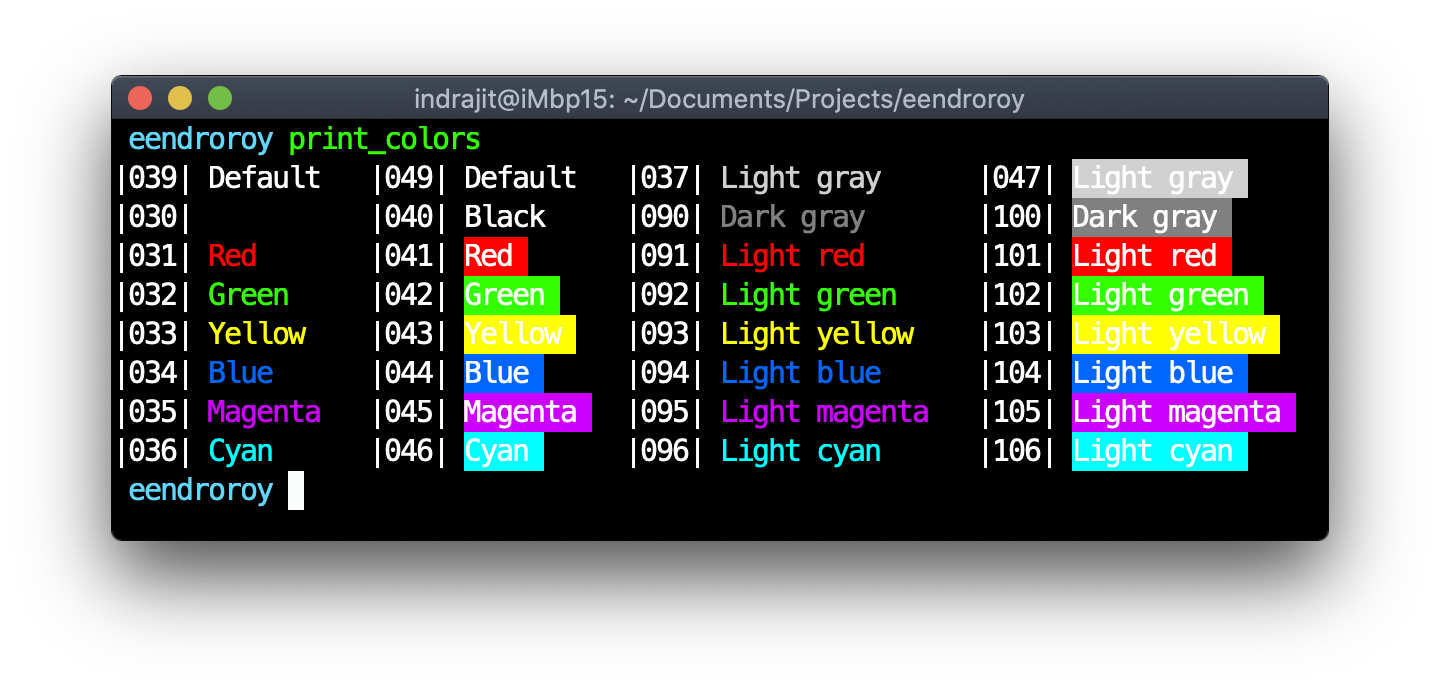 indrajit@iMbp15: ~/Documents/Projects/eendroroy
eendroroy print_colors
|039| Default |049| Default |037| Light gray |047| Light gray
|030| |040| Black |090| Dark gray |100| Dark gray
|031| Red |041| Red |091| Light red |101| Light red
|032| Green |042| Green |092| Light green |102| Light green
|033| Yellow |043| Yellow |093| Light yellow |103| Light yellow
|034| Blue |044| Blue |094| Light blue |104| Light blue
|035| Magenta |045| Magenta |095| Light magenta |105| Light magenta
|036| Cyan |046| Cyan |096| Light cyan |106| Light cyan
eendroroy